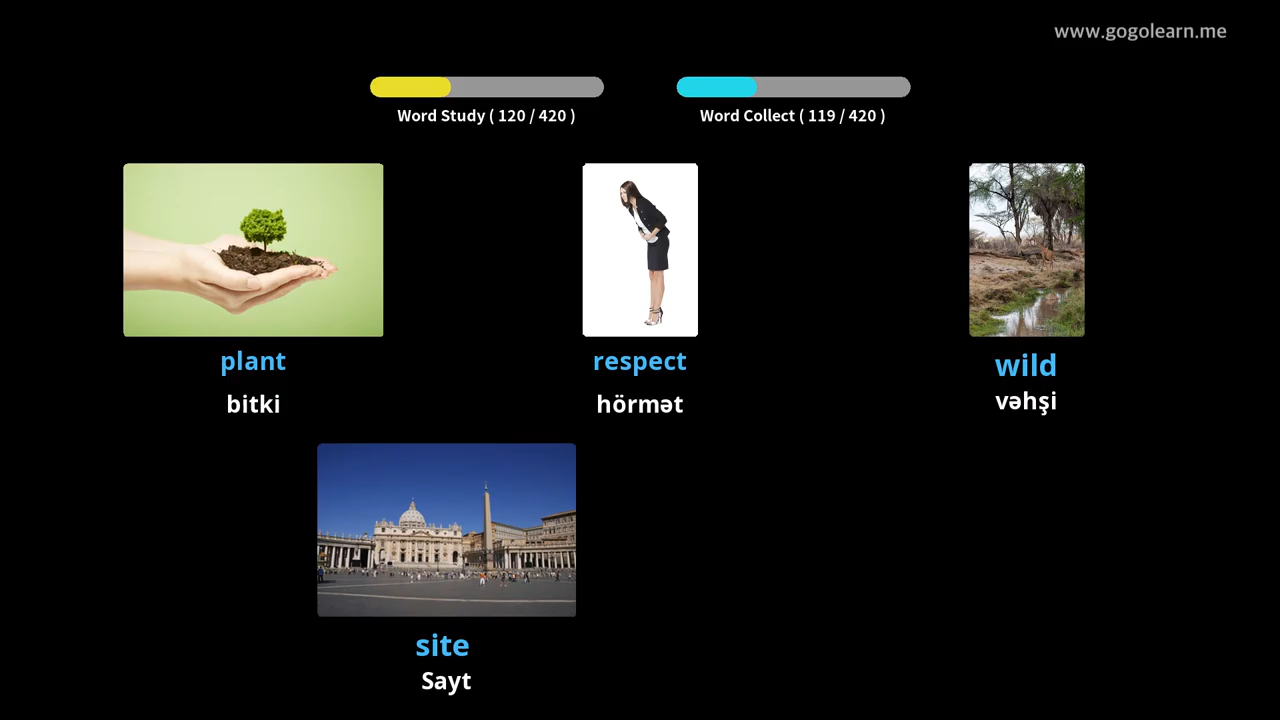 www.gogolearn.me
Word Study ( 120 / 420 )
Word Collect ( 119 / 420 )
plant
respect
wild
bitki
hörmət
vəhşi
site
Sayt